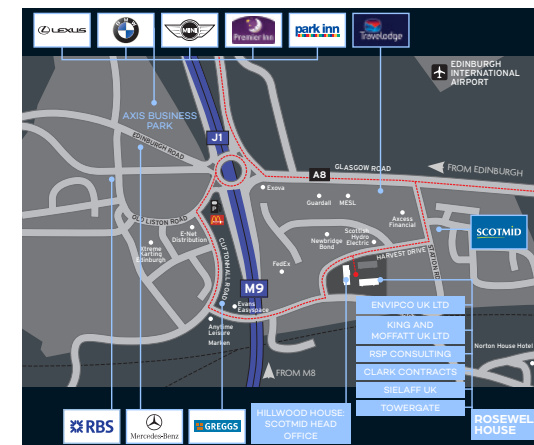 LEXUS
BMW
MINI
Premier Inn
park inn
Travelodge
EDINBURGH
INTERNATIONAL
AIRPORT
AXIS BUSINESS
PARK
J1
EDINBURGH ROAD
GLASGOW ROAD
FROM EDINBURGH
A8
Exova
Guardall
MESL
P
OLD LISTON ROAD
Axcess
Financial
SCOTMID
E-Net
Distribution
Newbridge
Bond
Scottish
Hydro
Electric
Xtreme
Karting
Edinburgh
CLIFTONHALL ROAD
FedEx
HARVEST DRIVE
STATION RD
M9
Evans
Easyspace
ENVIPCO UK LTD
Anytime
Leisure
KING AND
MOFFATT UK LTD
Marken
RSP CONSULTING
Norton House Hotel
FROM M8
CLARK CONTRACTS
SIELAFF UK
TOWERGATE
RBS
Mercedes-Benz
GREGGS
HILLWOOD HOUSE:
SCOTMID HEAD
OFFICE
ROSEWEL
HOUSE